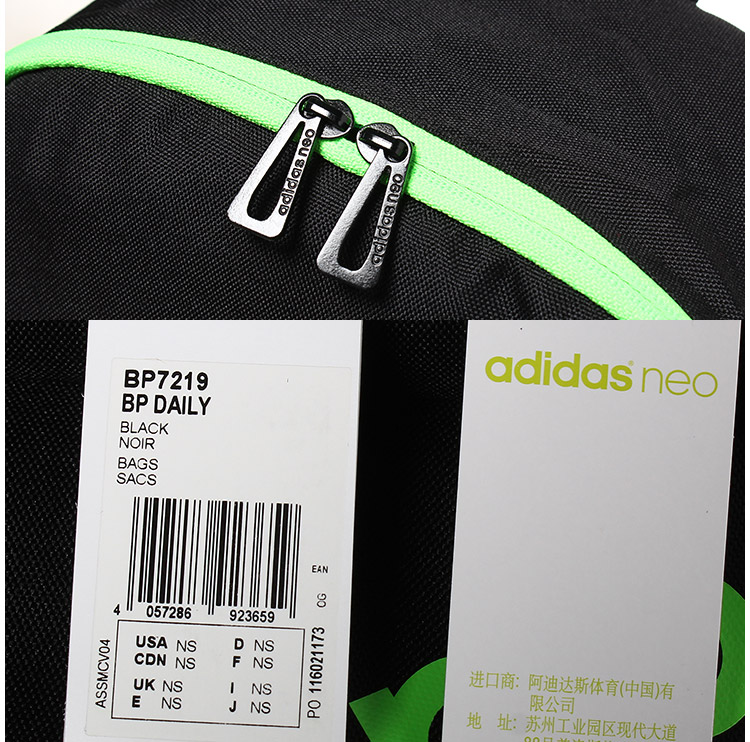 adidas neo
adidas neo
BP7219
BP DAILY
BLACK
NOIR
BAGS
SACS
EAN
OG
4 057286 923659
ASSMCV04
USA NS D NS
CDN NS F NS
UK NS I NS
E NS J NS
PO 116021173
adidas neo
进口商: 阿迪达斯体育(中国)有
限公司
地 址: 苏州工业园区现代大道